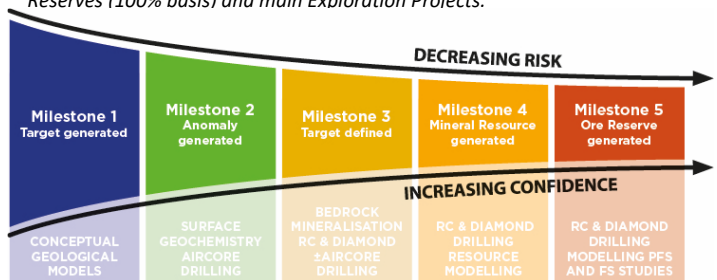 Reserves (100% basis) and main Exploration Projects.
DECREASING RISK
Milestone 1
Target generated
Milestone 2
Anomaly
generated
Milestone 3
Target defined
Milestone 4
Mineral Resource
generated
Milestone 5
Ore Reserve
generated
INCREASING CONFIDENCE
CONCEPTUAL
GEOLOGICAL
MODELS
SURFACE
GEOCHEMISTRY
AIRCORE
DRILLING
BEDROCK
MINERALISATION
RC & DIAMOND
±AIRCORE
DRILLING
RC & DIAMOND
DRILLING
RESOURCE
MODELLING
RC & DIAMOND
DRILLING
MODELLING PFS
AND FS STUDIES